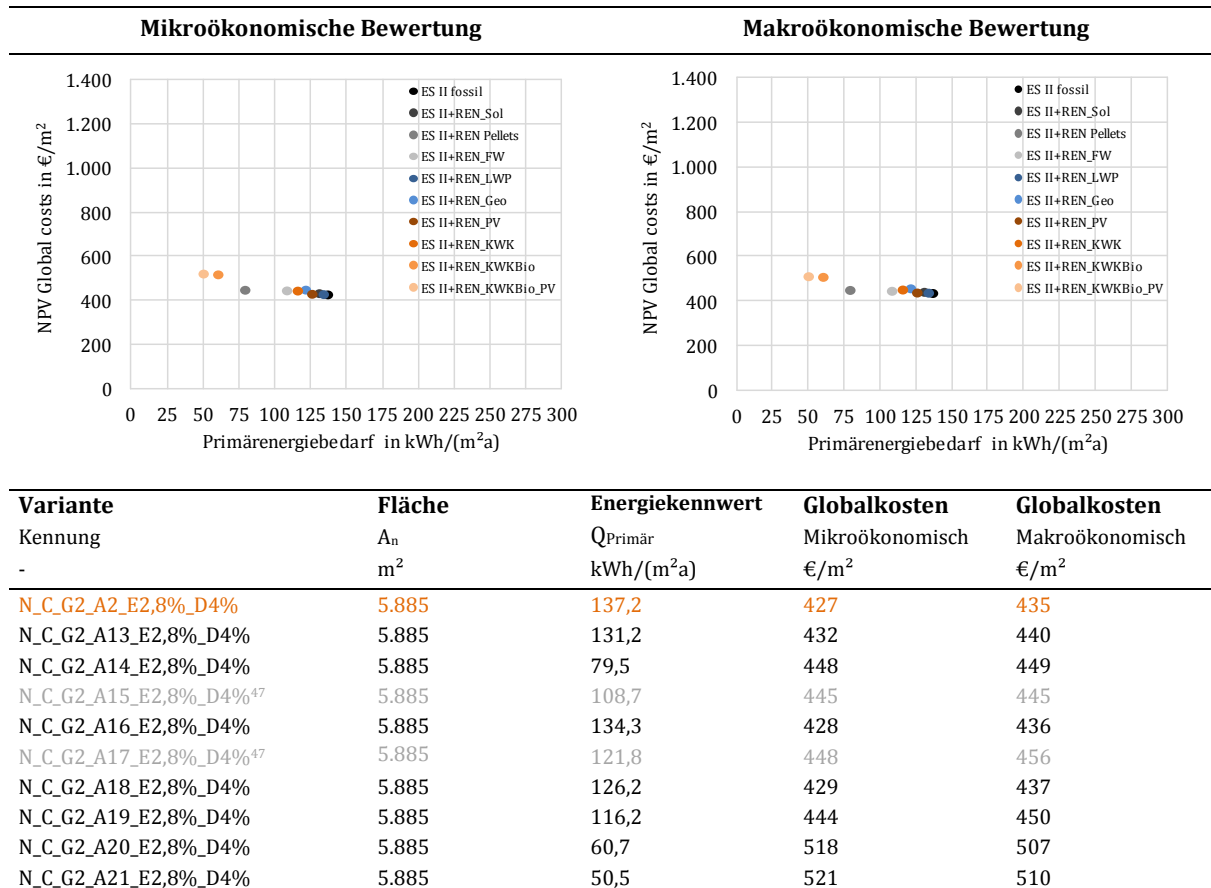 Mikroökonomische Bewertung
Makroökonomische Bewertung
NPV Global costs in €/m²
1.400
1.200
1.000
800
600
400
200
0
0 25 50 75 100 125 150 175 200 225 250 275 300
Primärenergiebedarf in kWh/(m²a)
ES II fossil
ES II+REN_Sol
ES II+REN Pellets
ES II+REN_FW
ES II+REN_LWP
ES II+REN_Geo
ES II+REN_PV
ES II+REN_KWK
ES II+REN_KWKBio
ES II+REN_KWKBio_PV
NPV Global costs in €/m²
1.400
1.200
1.000
800
600
400
200
0
0 25 50 75 100 125 150 175 200 225 250 275 300
Primärenergiebedarf in kWh/(m²a)
ES II fossil
ES II+REN_Sol
ES II+REN Pellets
ES II+REN_FW
ES II+REN_LWP
ES II+REN_Geo
ES II+REN_PV
ES II+REN_KWK
ES II+REN_KWKBio
ES II+REN_KWKBio_PV
Variante Fläche Energiekennwert Globalkosten Globalkosten
Kennung An QPrimär Mikroökonomisch Makroökonomisch
- m² kWh/(m²a) €/m² €/m²
N_C_G2_A2_E2,8%_D4% 5.885 137,2 427 435
N_C_G2_A13_E2,8%_D4% 5.885 131,2 432 440
N_C_G2_A14_E2,8%_D4% 5.885 79,5 448 449
N_C_G2_A15_E2,8%_D4%⁴⁷ 5.885 108,7 445 445
N_C_G2_A16_E2,8%_D4% 5.885 134,3 428 436
N_C_G2_A17_E2,8%_D4%⁴⁷ 5.885 121,8 448 456
N_C_G2_A18_E2,8%_D4% 5.885 126,2 429 437
N_C_G2_A19_E2,8%_D4% 5.885 116,2 444 450
N_C_G2_A20_E2,8%_D4% 5.885 60,7 518 507
N_C_G2_A21_E2,8%_D4% 5.885 50,5 521 510